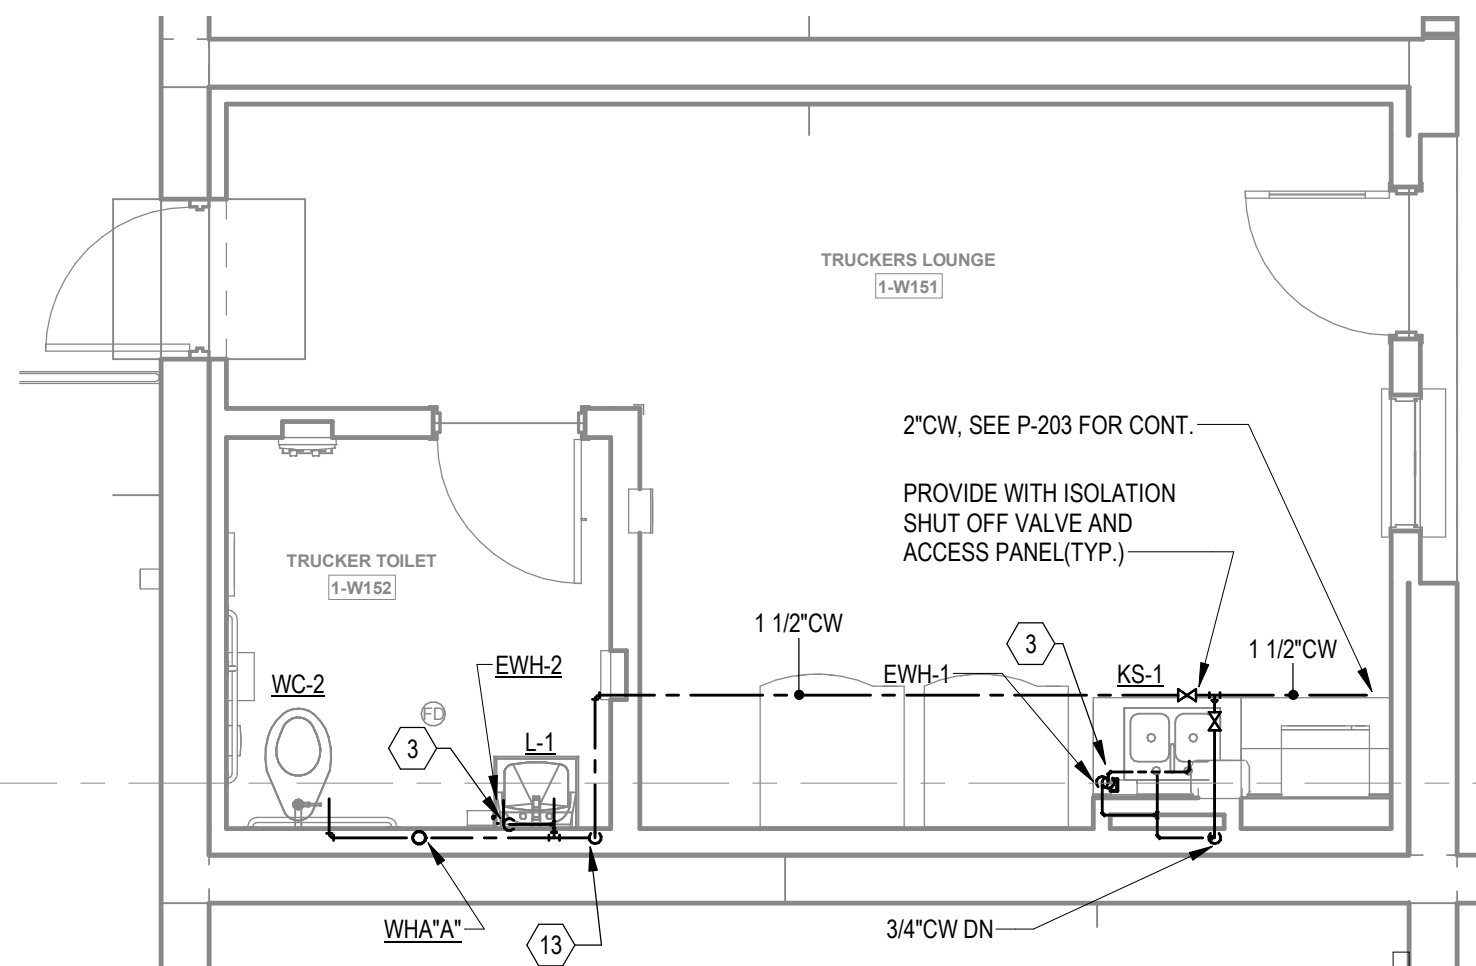 TRUCKERS LOUNGE
1-W151
2"CW, SEE P-203 FOR CONT.
PROVIDE WITH ISOLATION
SHUT OFF VALVE AND
ACCESS PANEL(TYP.)
TRUCKER TOILET
1-W152
1 1/2"CW
3
1 1/2"CW
EWH-2
EWH-1
KS-1
WC-2
FD
3
L-1
WHA"A"
13
3/4"CW DN